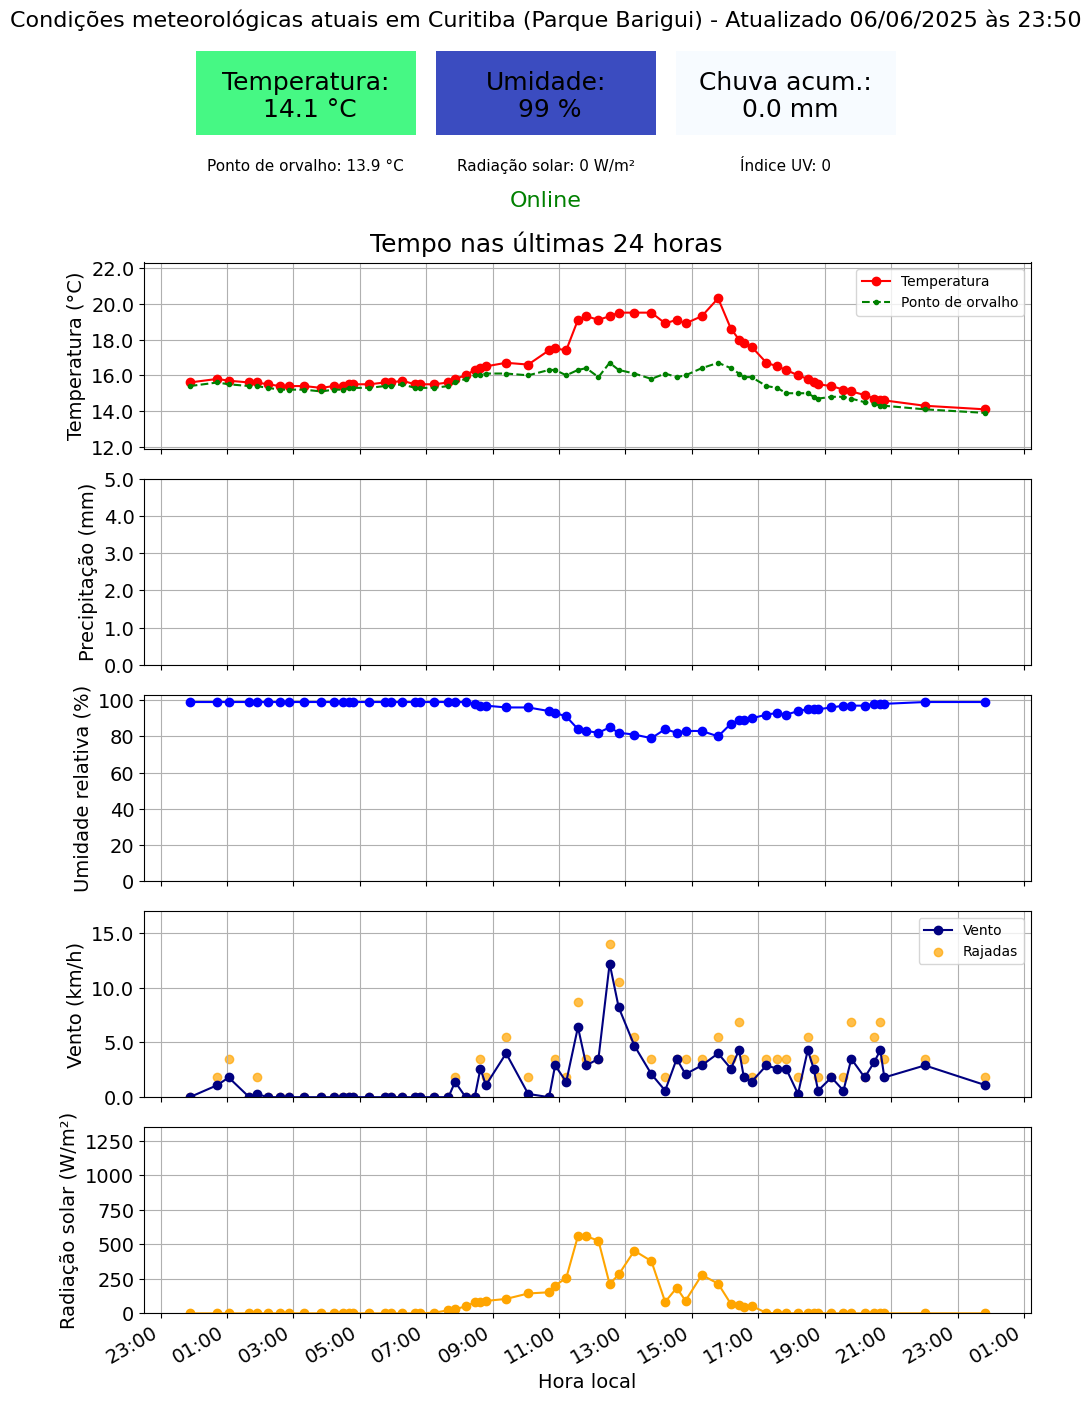 Condições meteorológicas atuais em Curitiba (Parque Barigui) - Atualizado 06/06/2025 às 23:50
Temperatura:
14.1 °C
Umidade:
99 %
Chuva acum.:
0.0 mm
Ponto de orvalho: 13.9 °C
Radiação solar: 0 W/m²
Índice UV: 0
Online
Tempo nas últimas 24 horas
Temperatura (°C)
22.0
20.0
18.0
16.0
14.0
12.0
Temperatura
Ponto de orvalho
Precipitação (mm)
5.0
4.0
3.0
2.0
1.0
0.0
Umidade relativa (%)
100
80
60
40
20
0
Vento (km/h)
15.0
10.0
5.0
0.0
Vento
Rajadas
Radiação solar (W/m²)
1250
1000
750
500
250
0
23:00
01:00
03:00
05:00
07:00
09:00
11:00
13:00
15:00
17:00
19:00
21:00
23:00
01:00
Hora local